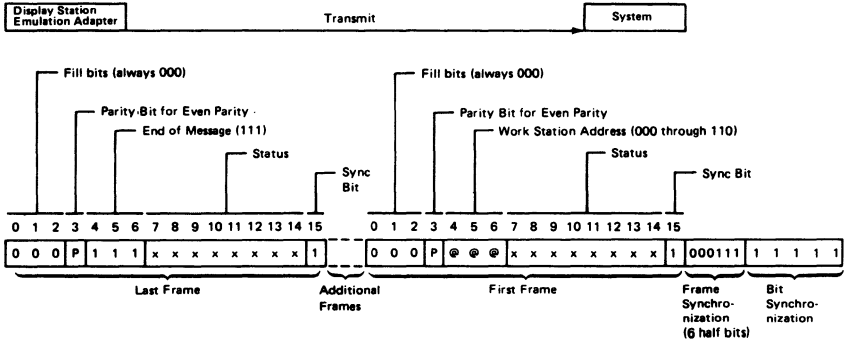 Display Station
Emulation Adapter
Transmit
System
Fill bits (always 000)
Parity Bit for Even Parity
End of Message (111)
Status
Sync
Bit
Fill bits (always 000)
Parity Bit for Even Parity
Work Station Address (000 through 110)
Status
Sync Bit
0 1 2 3 4 5 6 7 8 9 10 11 12 13 14 15
0 1 2 3 4 5 6 7 8 9 10 11 12 13 14 15
0 0 0 P 1 1 1 x x x x x x x x 1
0 0 0 P @ @ @ x x x x x x x x 1 000111 1 1 1 1 1
Last Frame
Additional
Frames
First Frame
Frame
Synchro-
nization
(6 half bits)
Bit
Synchro-
nization